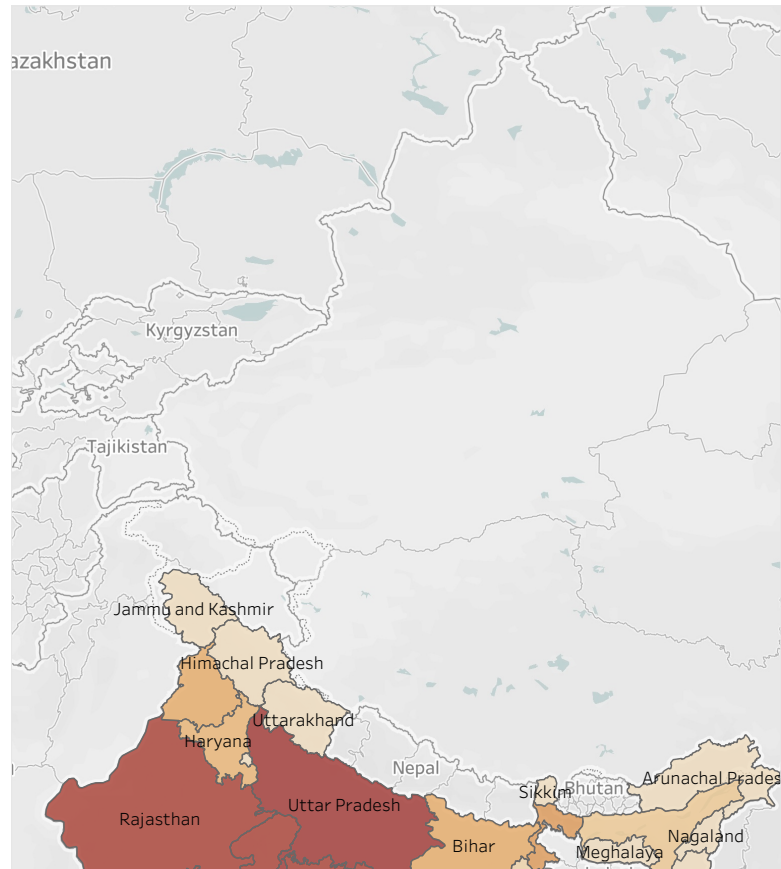 azakhstan
Kyrgyzstan
Tajikistan
Jammu and Kashmir
Himachal Pradesh
Uttarakhand
Haryana
Nepal
Sikkim
Bhutan
Arunachal Prades
Uttar Pradesh
Rajasthan
Nagaland
Bihar
Meghalaya